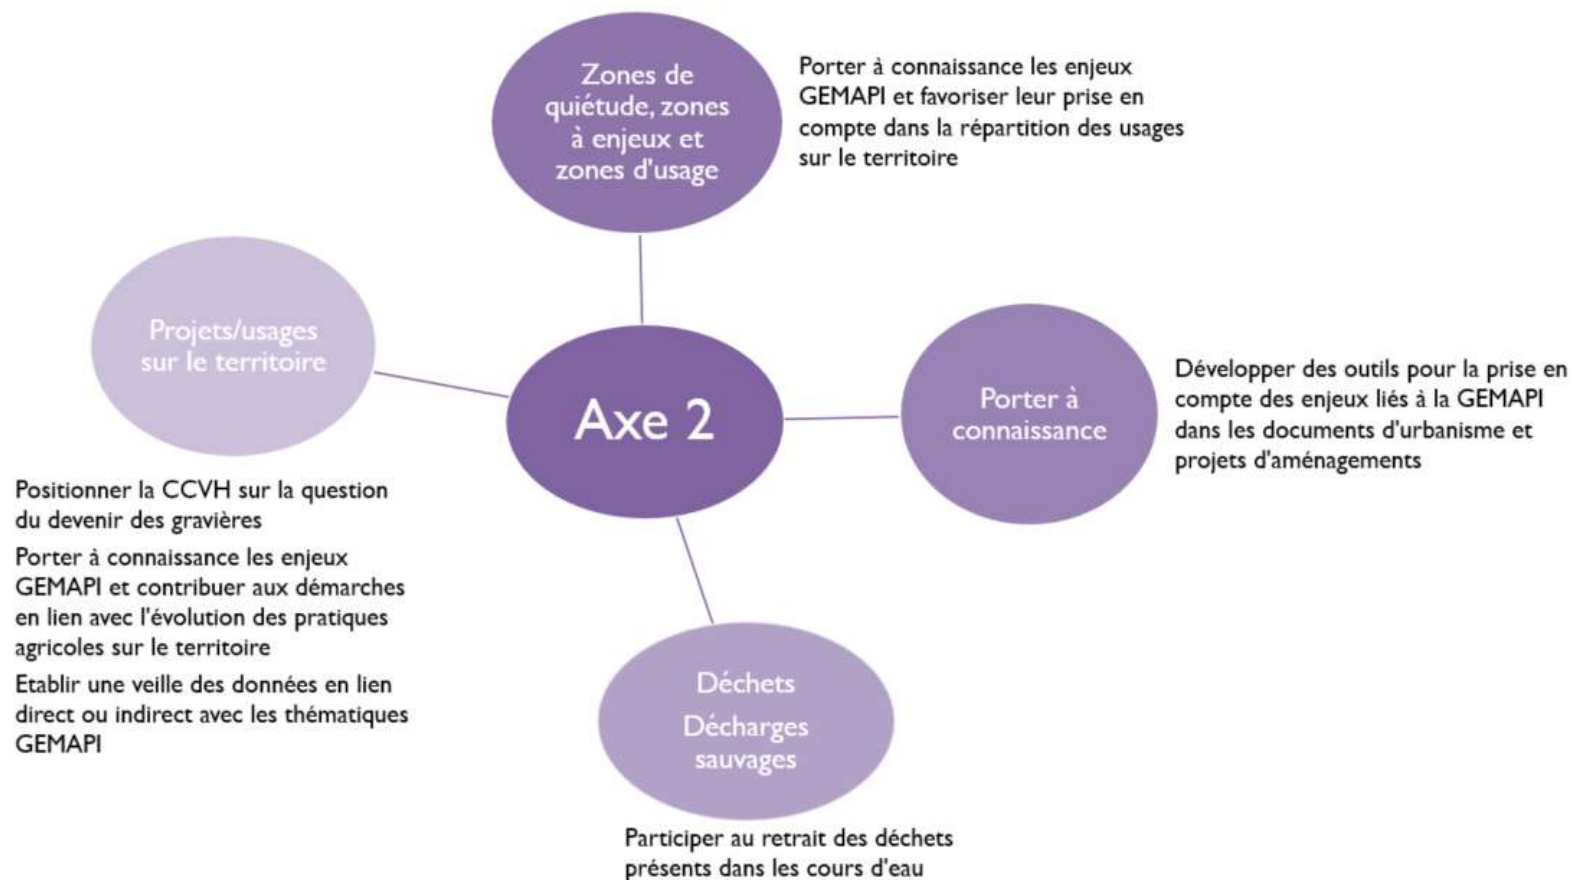 Zones de
quiétude, zones
à enjeux et
zones d'usage
Porter à connaissance les enjeux
GEMAPI et favoriser leur prise en
compte dans la répartition des usages
sur le territoire
Projets/usages
sur le territoire
Positionner la CCVH sur la question
du devenir des gravières
Porter à connaissance les enjeux
GEMAPI et contribuer aux démarches
en lien avec l'évolution des pratiques
agricoles sur le territoire
Etablir une veille des données en lien
direct ou indirect avec les thématiques
GEMAPI
Axe 2
Porter à
connaissance
Développer des outils pour la prise en
compte des enjeux liés à la GEMAPI
dans les documents d'urbanisme et
projets d'aménagements
Déchets
Décharges
sauvages
Participer au retrait des déchets
présents dans les cours d'eau